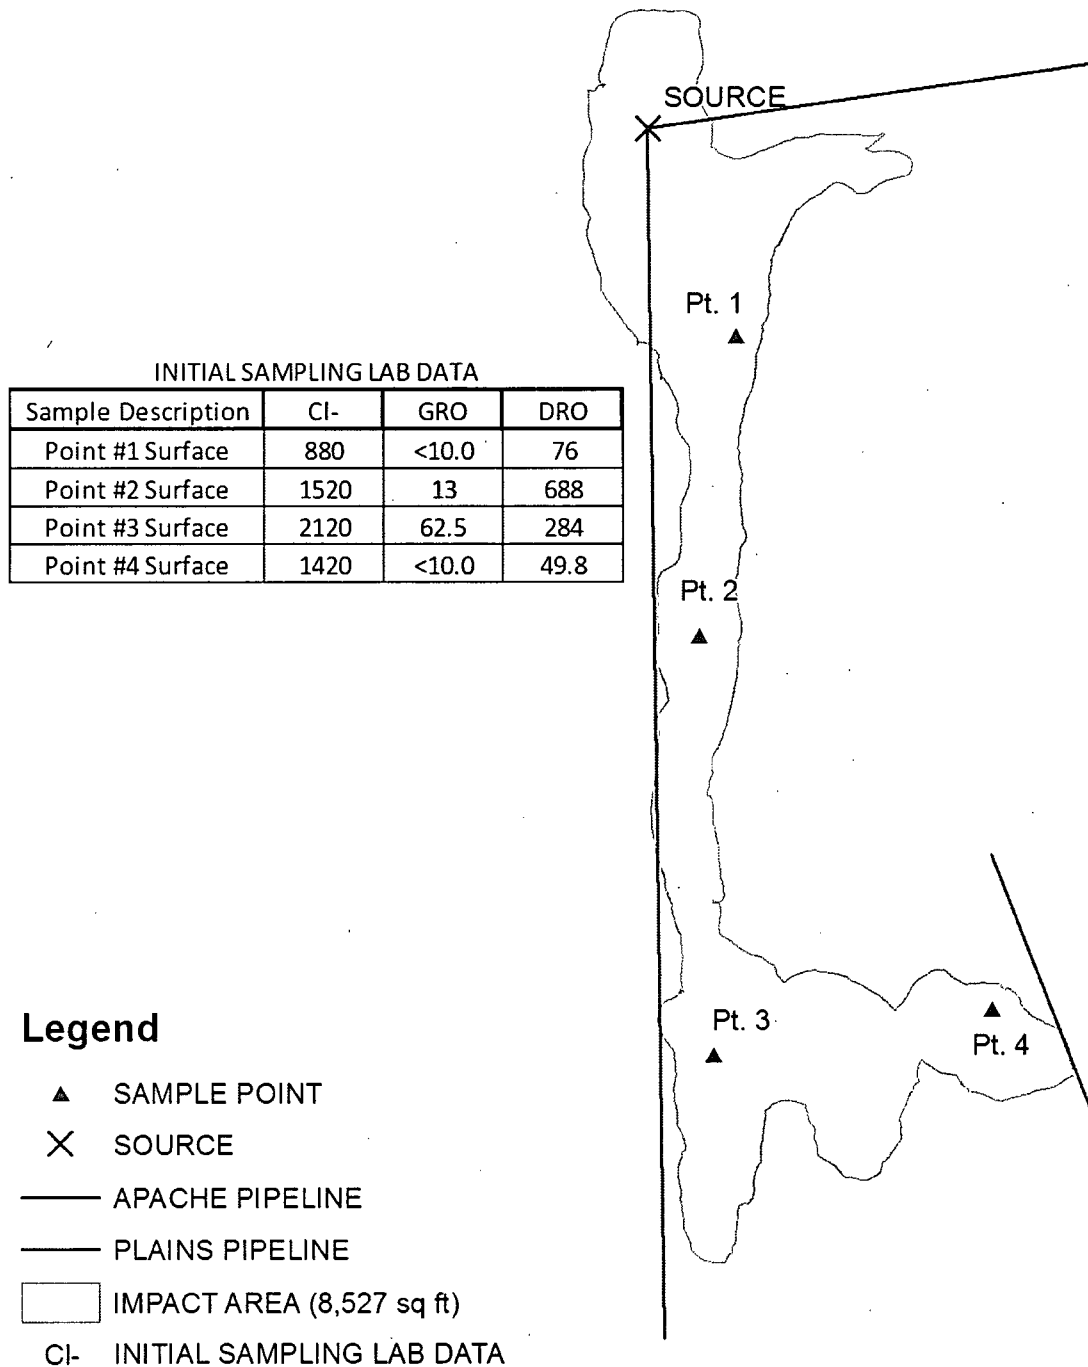 SOURCE
Pt. 1
INITIAL SAMPLING LAB DATA
Sample Description Cl- GRO DRO
Point #1 Surface 880 <10.0 76
Point #2 Surface 1520 13 688
Point #3 Surface 2120 62.5 284
Point #4 Surface 1420 <10.0 49.8
Pt. 2
Pt. 3
Pt. 4
Legend
SAMPLE POINT
SOURCE
APACHE PIPELINE
PLAINS PIPELINE
IMPACT AREA (8,527 sq ft)
Cl- INITIAL SAMPLING LAB DATA